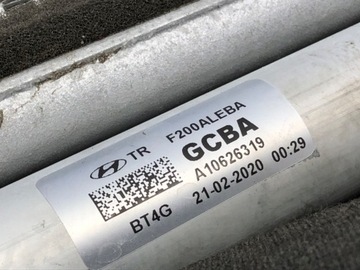 TR F200ALEBA
GCBA
A10626319
BT4G 21-02-2020 00:29